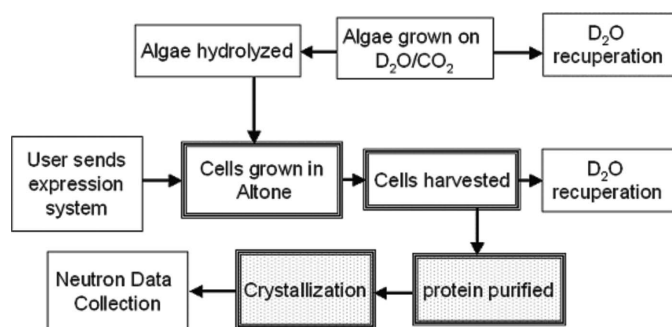 Algae hydrolyzed
Algae grown on
D₂O/CO₂
D₂O
recuperation
User sends
expression
system
Cells grown in
Altone
Cells harvested
D₂O
recuperation
Neutron Data
Collection
Crystallization
protein purified